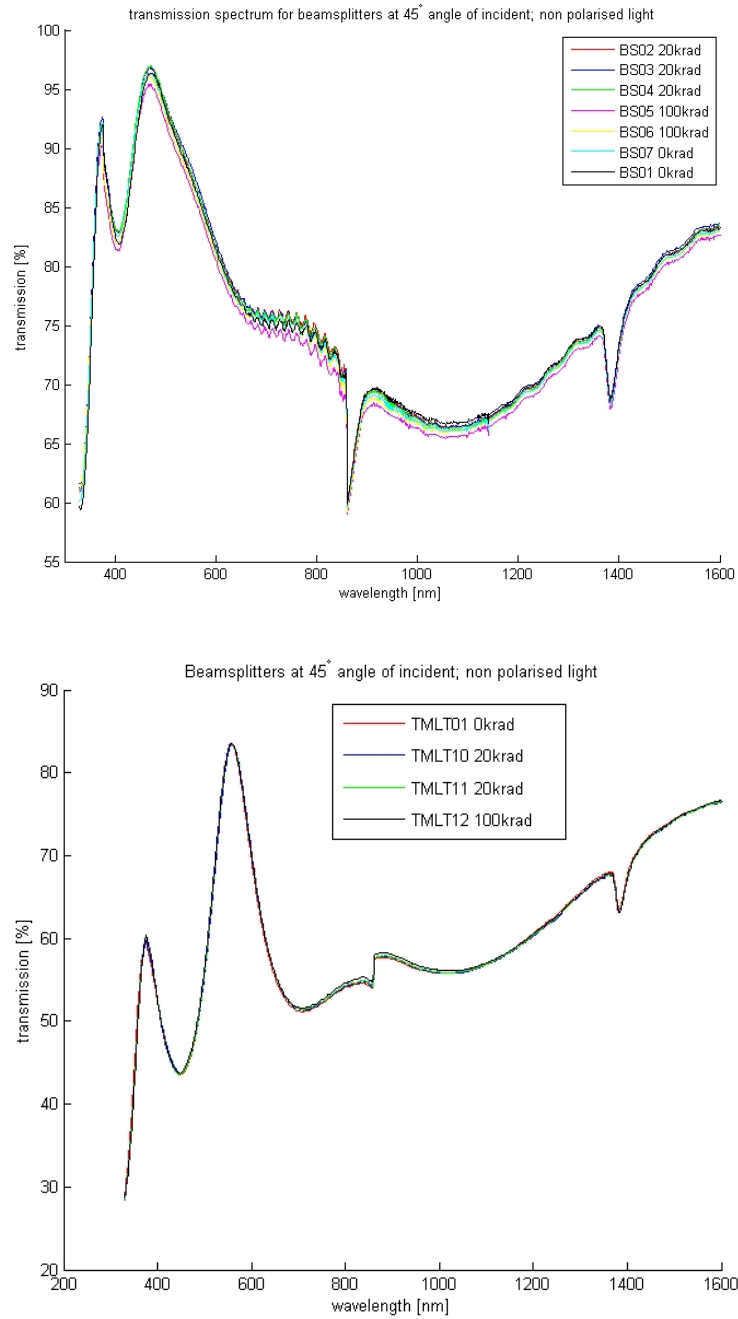 transmission spectrum for beamsplitters at 45° angle of incident; non polarised light
100
95
90
85
80
75
70
65
60
55
transmission [%]
BS02 20krad
BS03 20krad
BS04 20krad
BS05 100krad
BS06 100krad
BS07 0krad
BS01 0krad
400 600 800 1000 1200 1400 1600
wavelength [nm]
Beamsplitters at 45° angle of incident; non polarised light
90
80
70
60
50
40
30
20
transmission [%]
TMLT01 0krad
TMLT10 20krad
TMLT11 20krad
TMLT12 100krad
200 400 600 800 1000 1200 1400 1600
wavelength [nm]